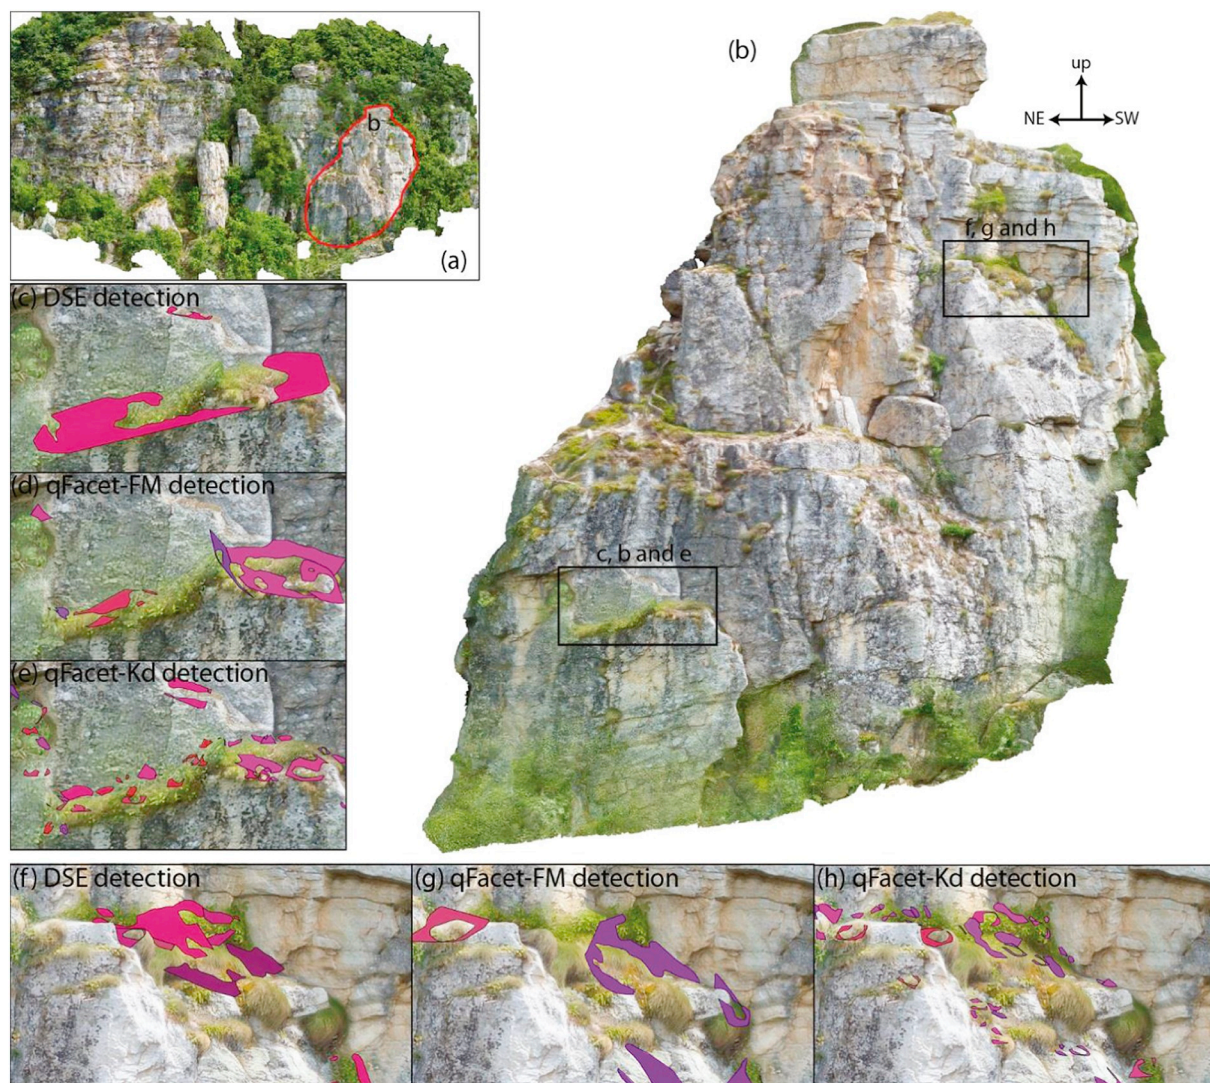 b
(a)
(b)
up
NE
SW
f, g and h
c, b and e
(c) DSE detection
(d) qFacet-FM detection
(e) qFacet-Kd detection
(f) DSE detection
(g) qFacet-FM detection
(h) qFacet-Kd detection